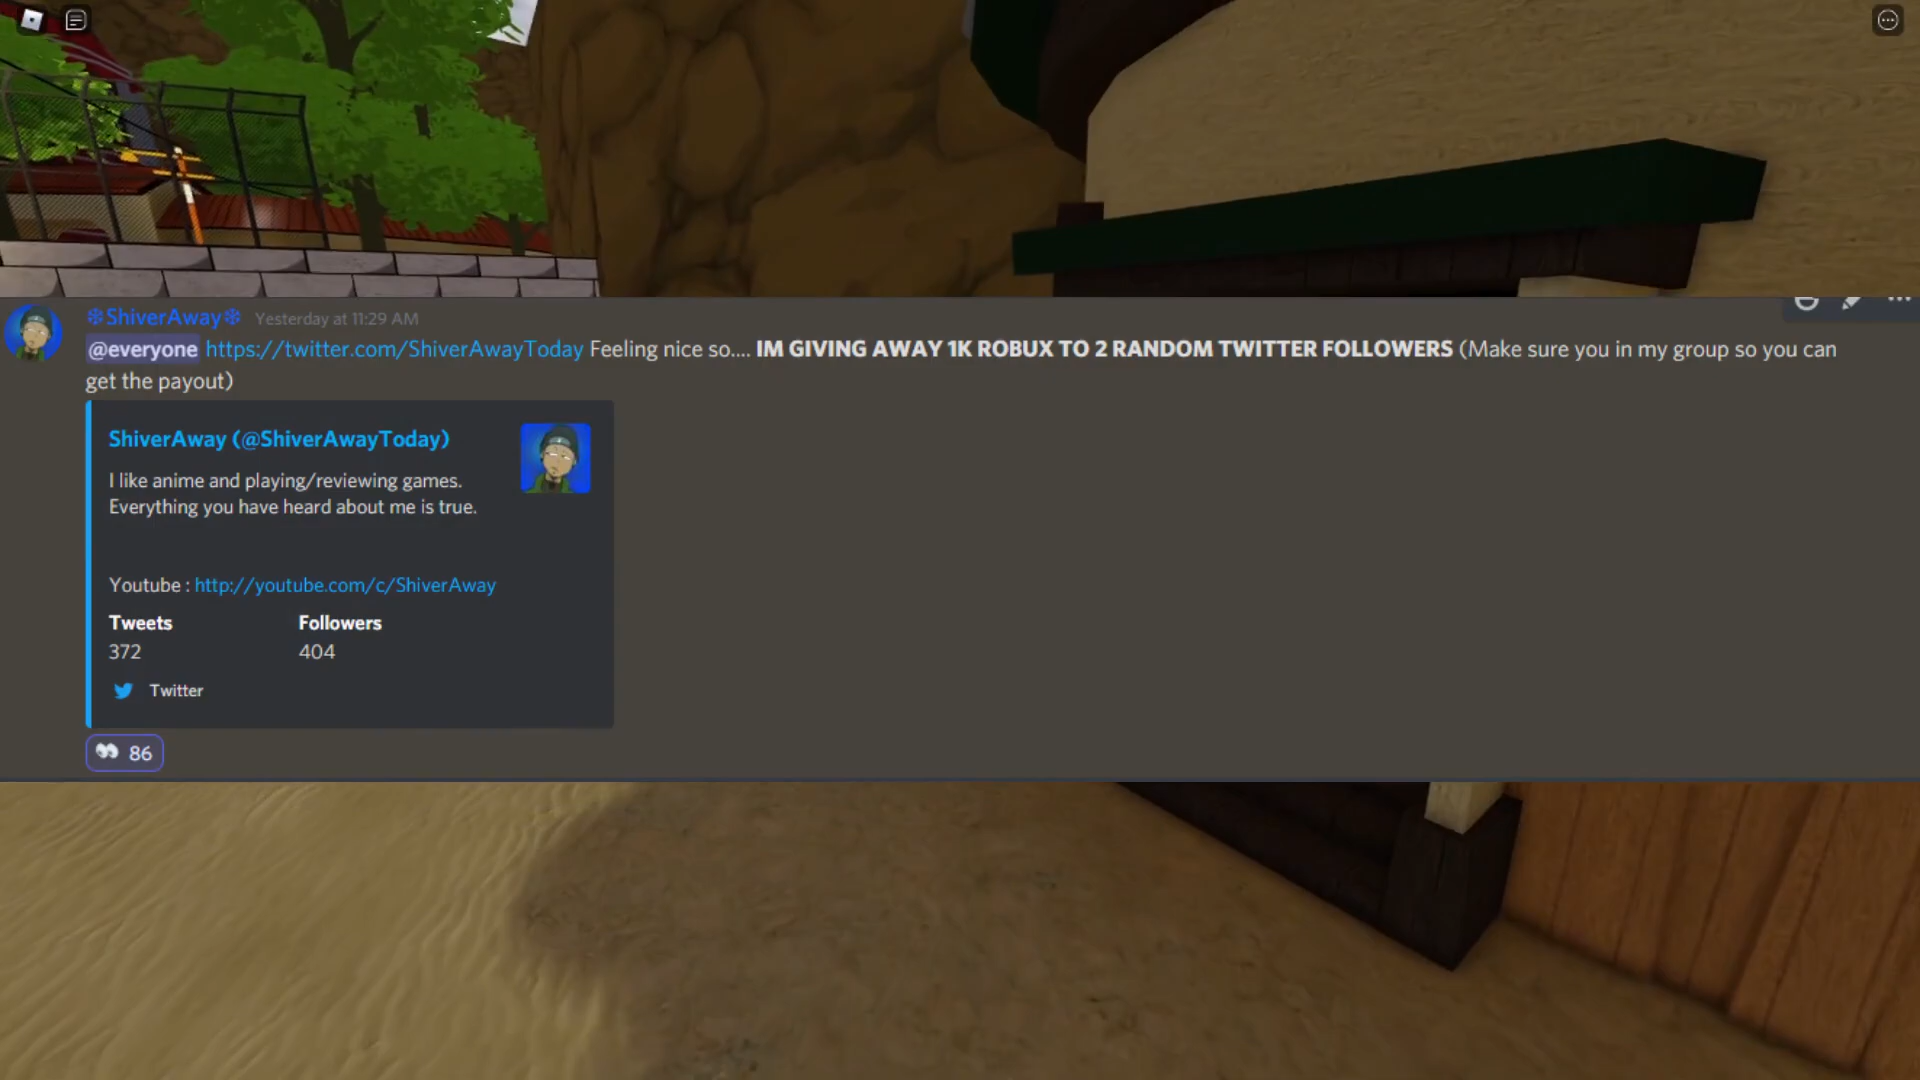 ❄ShiverAway❄ Yesterday at 11:29 AM
@everyone https://twitter.com/ShiverAwayToday Feeling nice so.... IM GIVING AWAY 1K ROBUX TO 2 RANDOM TWITTER FOLLOWERS (Make sure you in my group so you can
get the payout)
ShiverAway (@ShiverAwayToday)
I like anime and playing/reviewing games.
Everything you have heard about me is true.
Youtube : http://youtube.com/c/ShiverAway
Tweets Followers
372 404
Twitter
👀 86